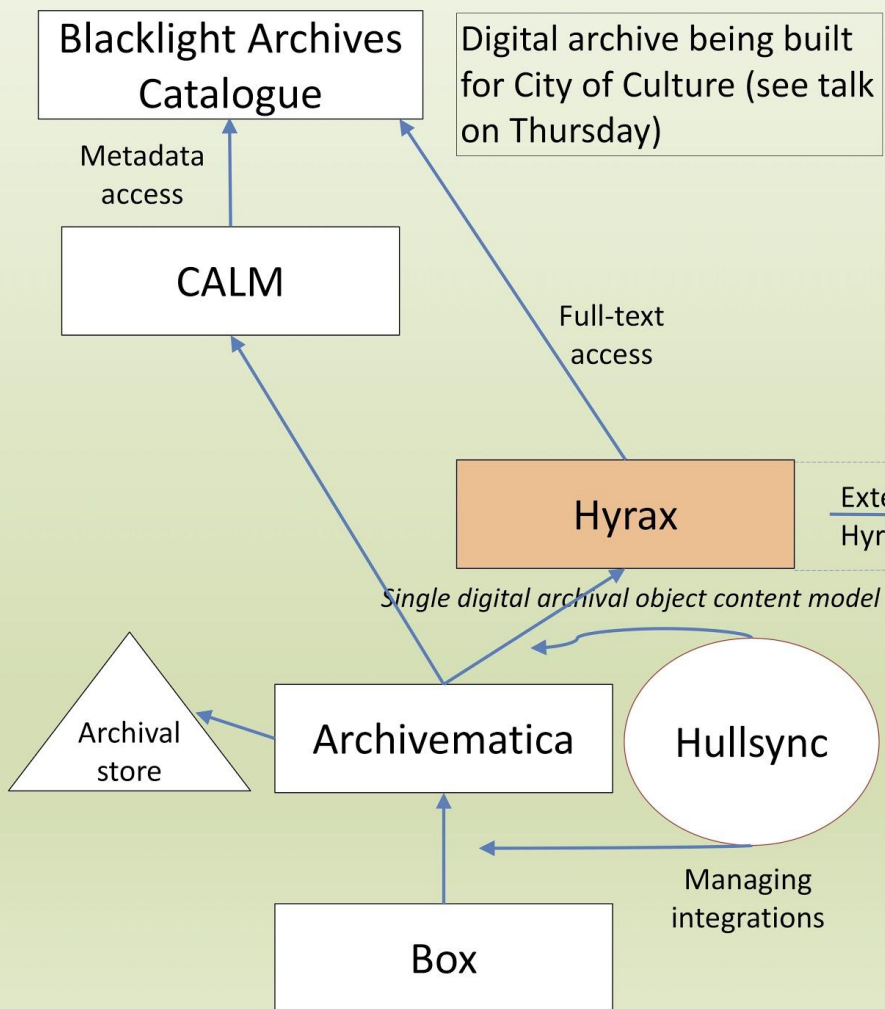 Blacklight Archives
Catalogue
Digital archive being built
for City of Culture (see talk
on Thursday)
Metadata
access
CALM
Full-text
access
Hyrax
Single digital archival object content model
Archival
store
Archivematica
Hullsync
Managing
integrations
Box